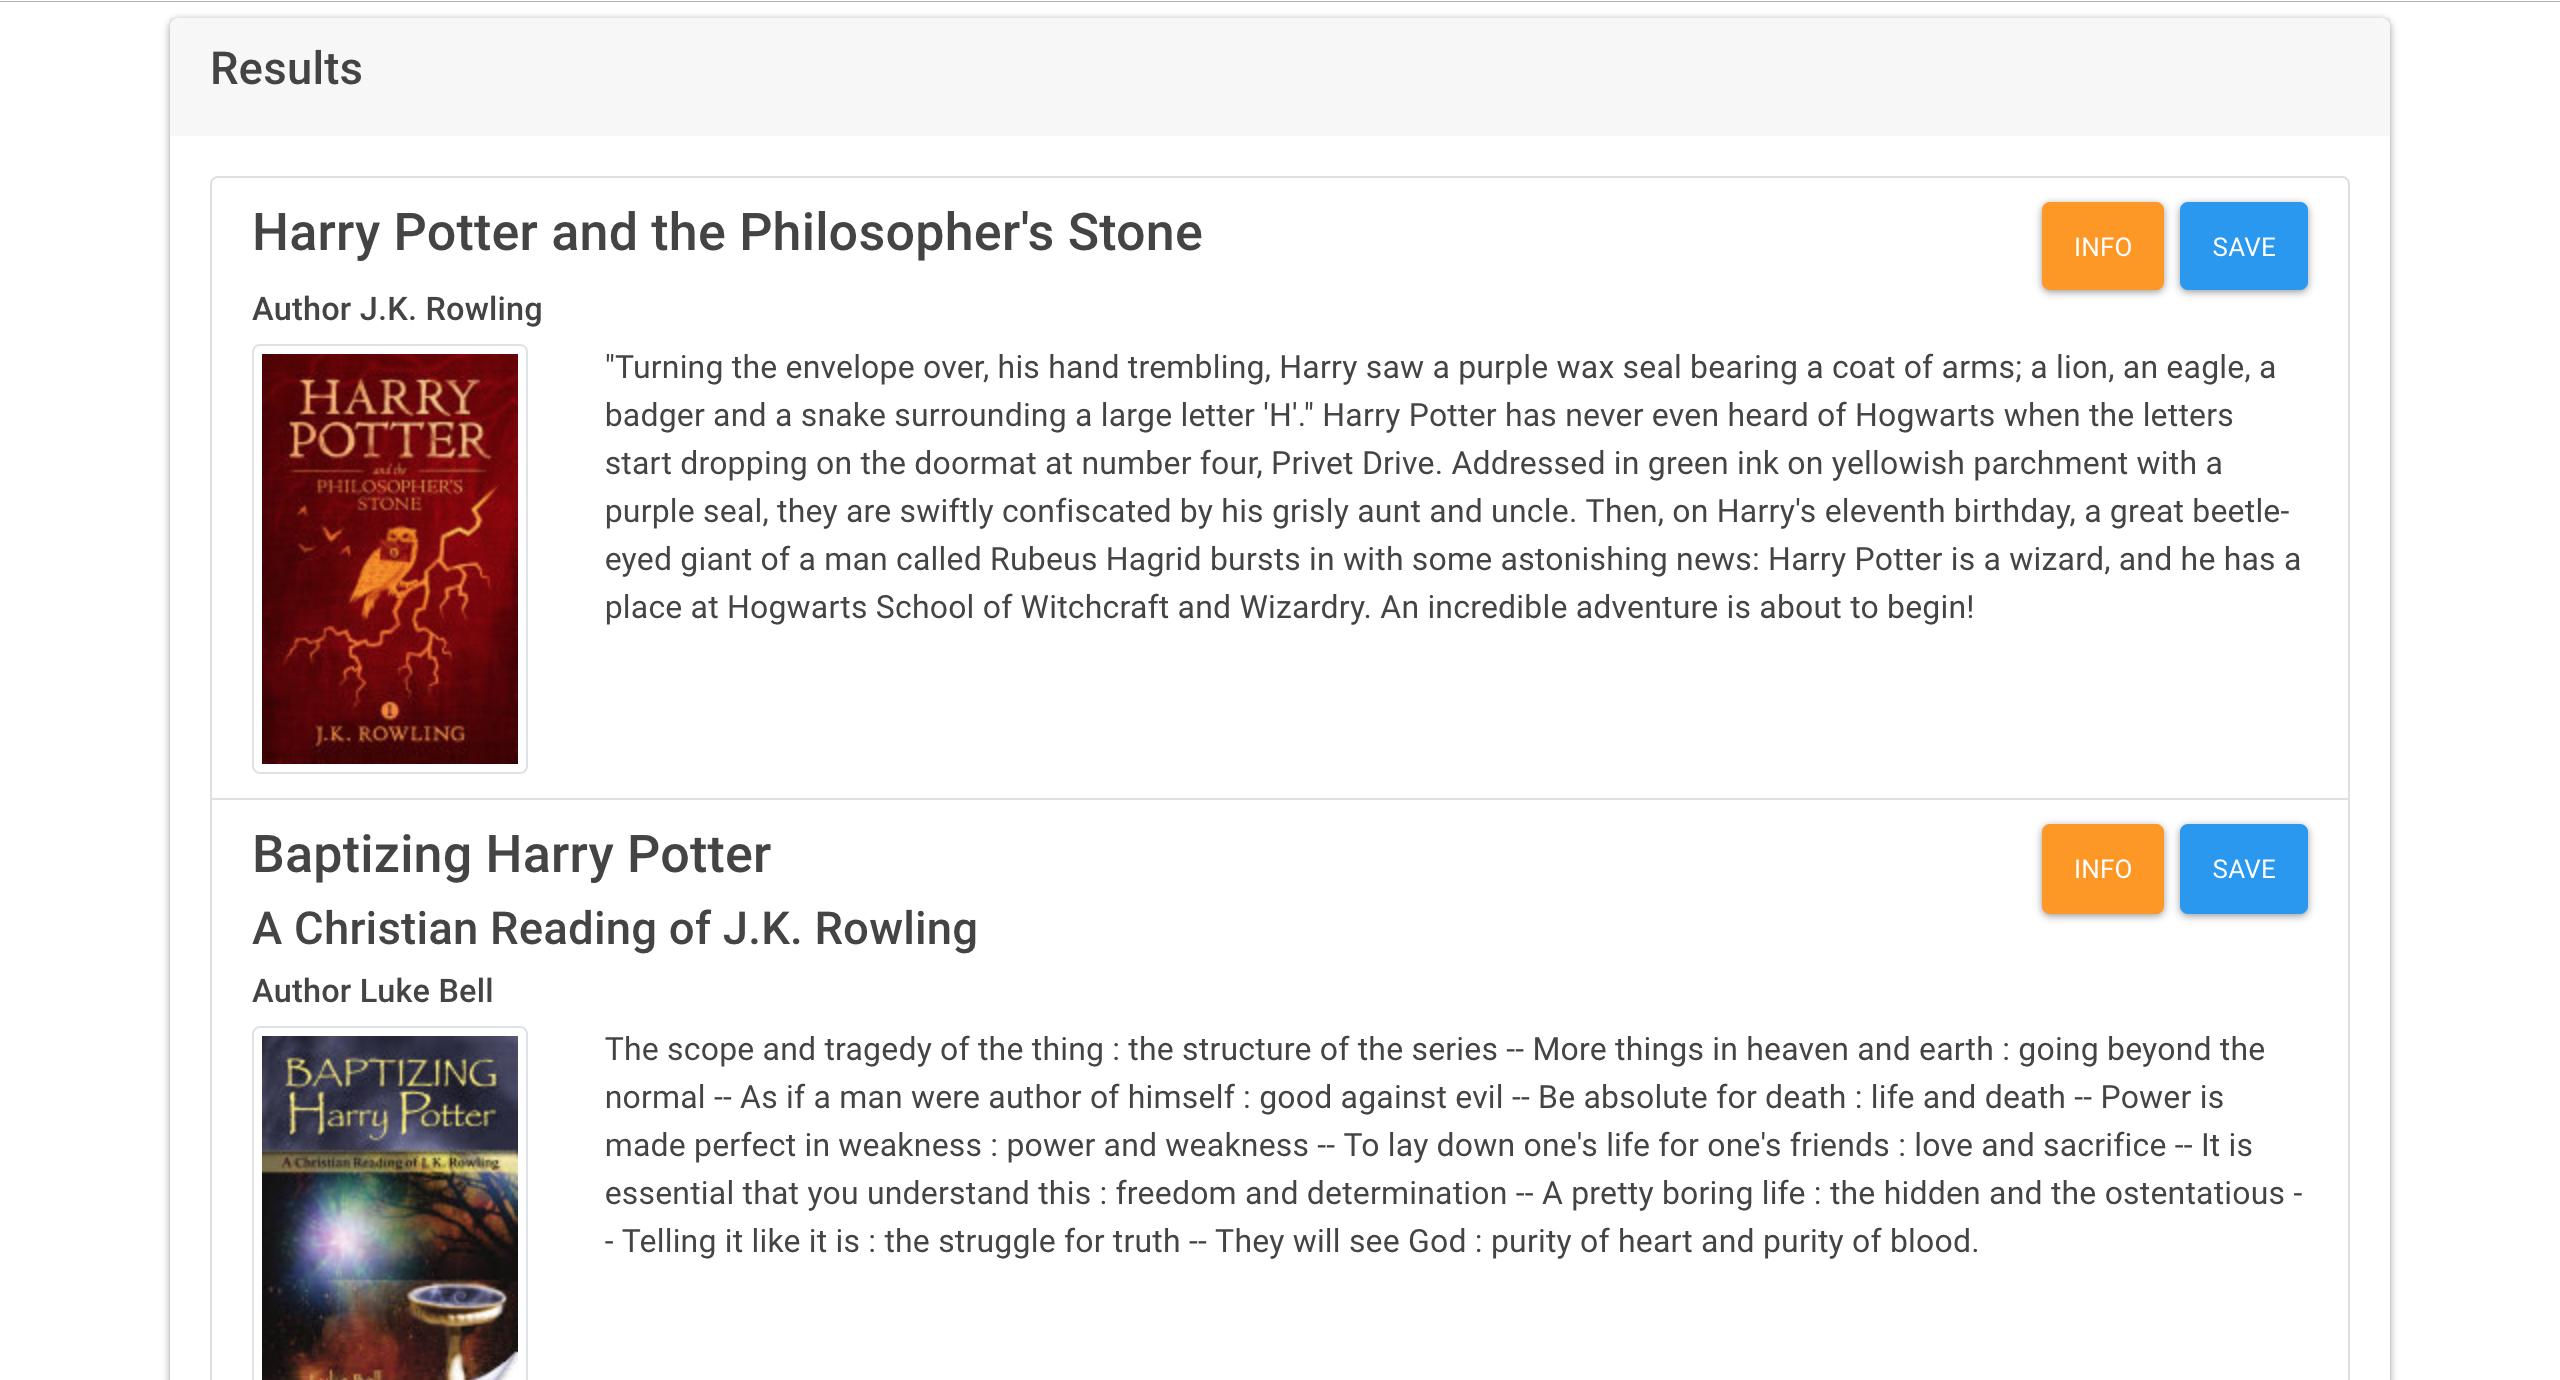 Results
Harry Potter and the Philosopher's Stone
INFO
SAVE
Author J.K. Rowling
HARRY
POTTER
and the
PHILOSOPHER'S
STONE
1
J.K. ROWLING
"Turning the envelope over, his hand trembling, Harry saw a purple wax seal bearing a coat of arms; a lion, an eagle, a
badger and a snake surrounding a large letter 'H'." Harry Potter has never even heard of Hogwarts when the letters
start dropping on the doormat at number four, Privet Drive. Addressed in green ink on yellowish parchment with a
purple seal, they are swiftly confiscated by his grisly aunt and uncle. Then, on Harry's eleventh birthday, a great beetle-
eyed giant of a man called Rubeus Hagrid bursts in with some astonishing news: Harry Potter is a wizard, and he has a
place at Hogwarts School of Witchcraft and Wizardry. An incredible adventure is about to begin!
Baptizing Harry Potter
INFO
SAVE
A Christian Reading of J.K. Rowling
Author Luke Bell
BAPTIZING
Harry Potter
A Christian Reading of J. K. Rowling
The scope and tragedy of the thing : the structure of the series -- More things in heaven and earth : going beyond the
normal -- As if a man were author of himself : good against evil -- Be absolute for death : life and death -- Power is
made perfect in weakness : power and weakness -- To lay down one's life for one's friends : love and sacrifice -- It is
essential that you understand this : freedom and determination -- A pretty boring life : the hidden and the ostentatious -
- Telling it like it is : the struggle for truth -- They will see God : purity of heart and purity of blood.